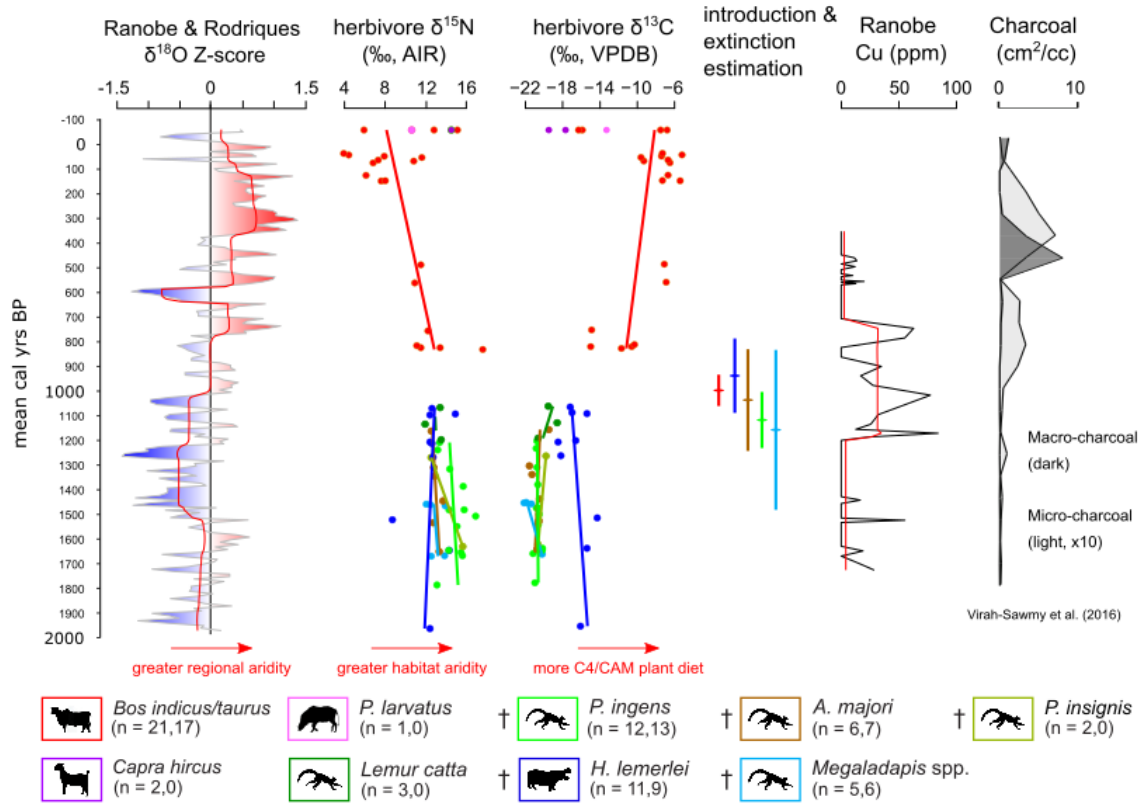 Ranobe and Rodriques
δ18O Z-score
herbivore δ15N
(‰, AIR)
herbivore δ13C
(‰, VPDB)
introduction &
extinction
estimation
Ranobe
Cu (ppm)
Charcoal
(cm²/cc)
-1.5 0 1.5
4 8 12 16
−22 −18 −14 −10 −6
0 50 100
0 10
mean cal yrs BP
-100
0
100
200
300
400
500
600
700
800
900
1000
1100
1200
1300
1400
1500
1600
1700
1800
1900
2000
Macro-charcoal
(dark)
Micro-charcoal
(light, x10)
Virah-Sawmy et al. (2016)
greater regional aridity
greater habitat aridity
more C4/CAM plant diet
Bos indicus/taurus
(n = 21,17)
P. larvatus
(n = 1,0)
† P. ingens
(n = 12,13)
† A. majori
(n = 6,7)
† P. insignis
(n = 2,0)
Capra hircus
(n = 2,0)
Lemur catta
(n = 3,0)
† H. lemerlei
(n = 11,9)
† Megaladapis spp.
(n = 5,6)